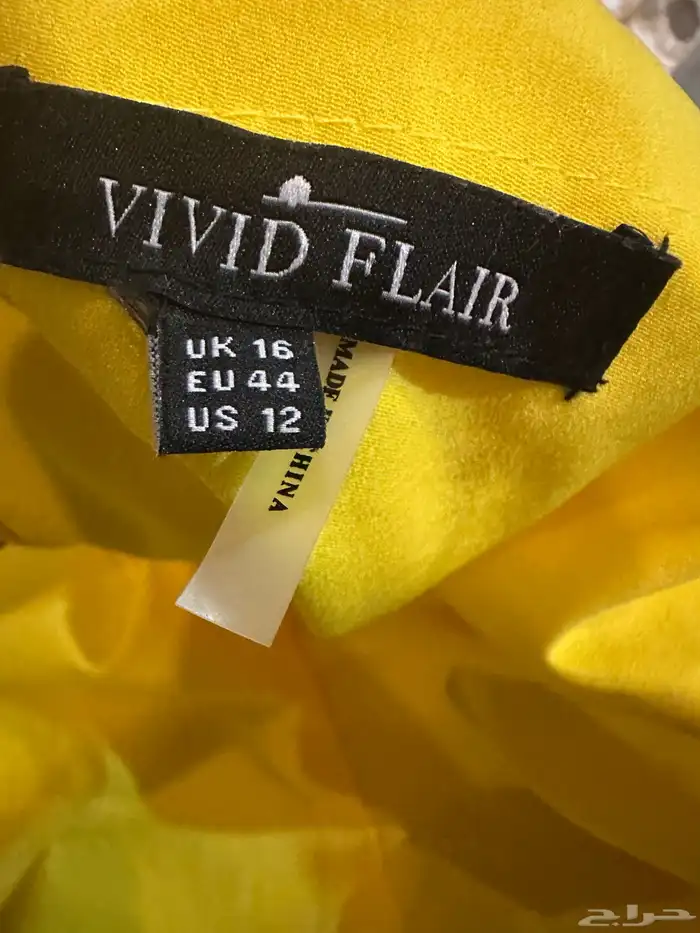 VIVID FLAIR
UK 16
EU 44
US 12
MADE
CHINA
حراج